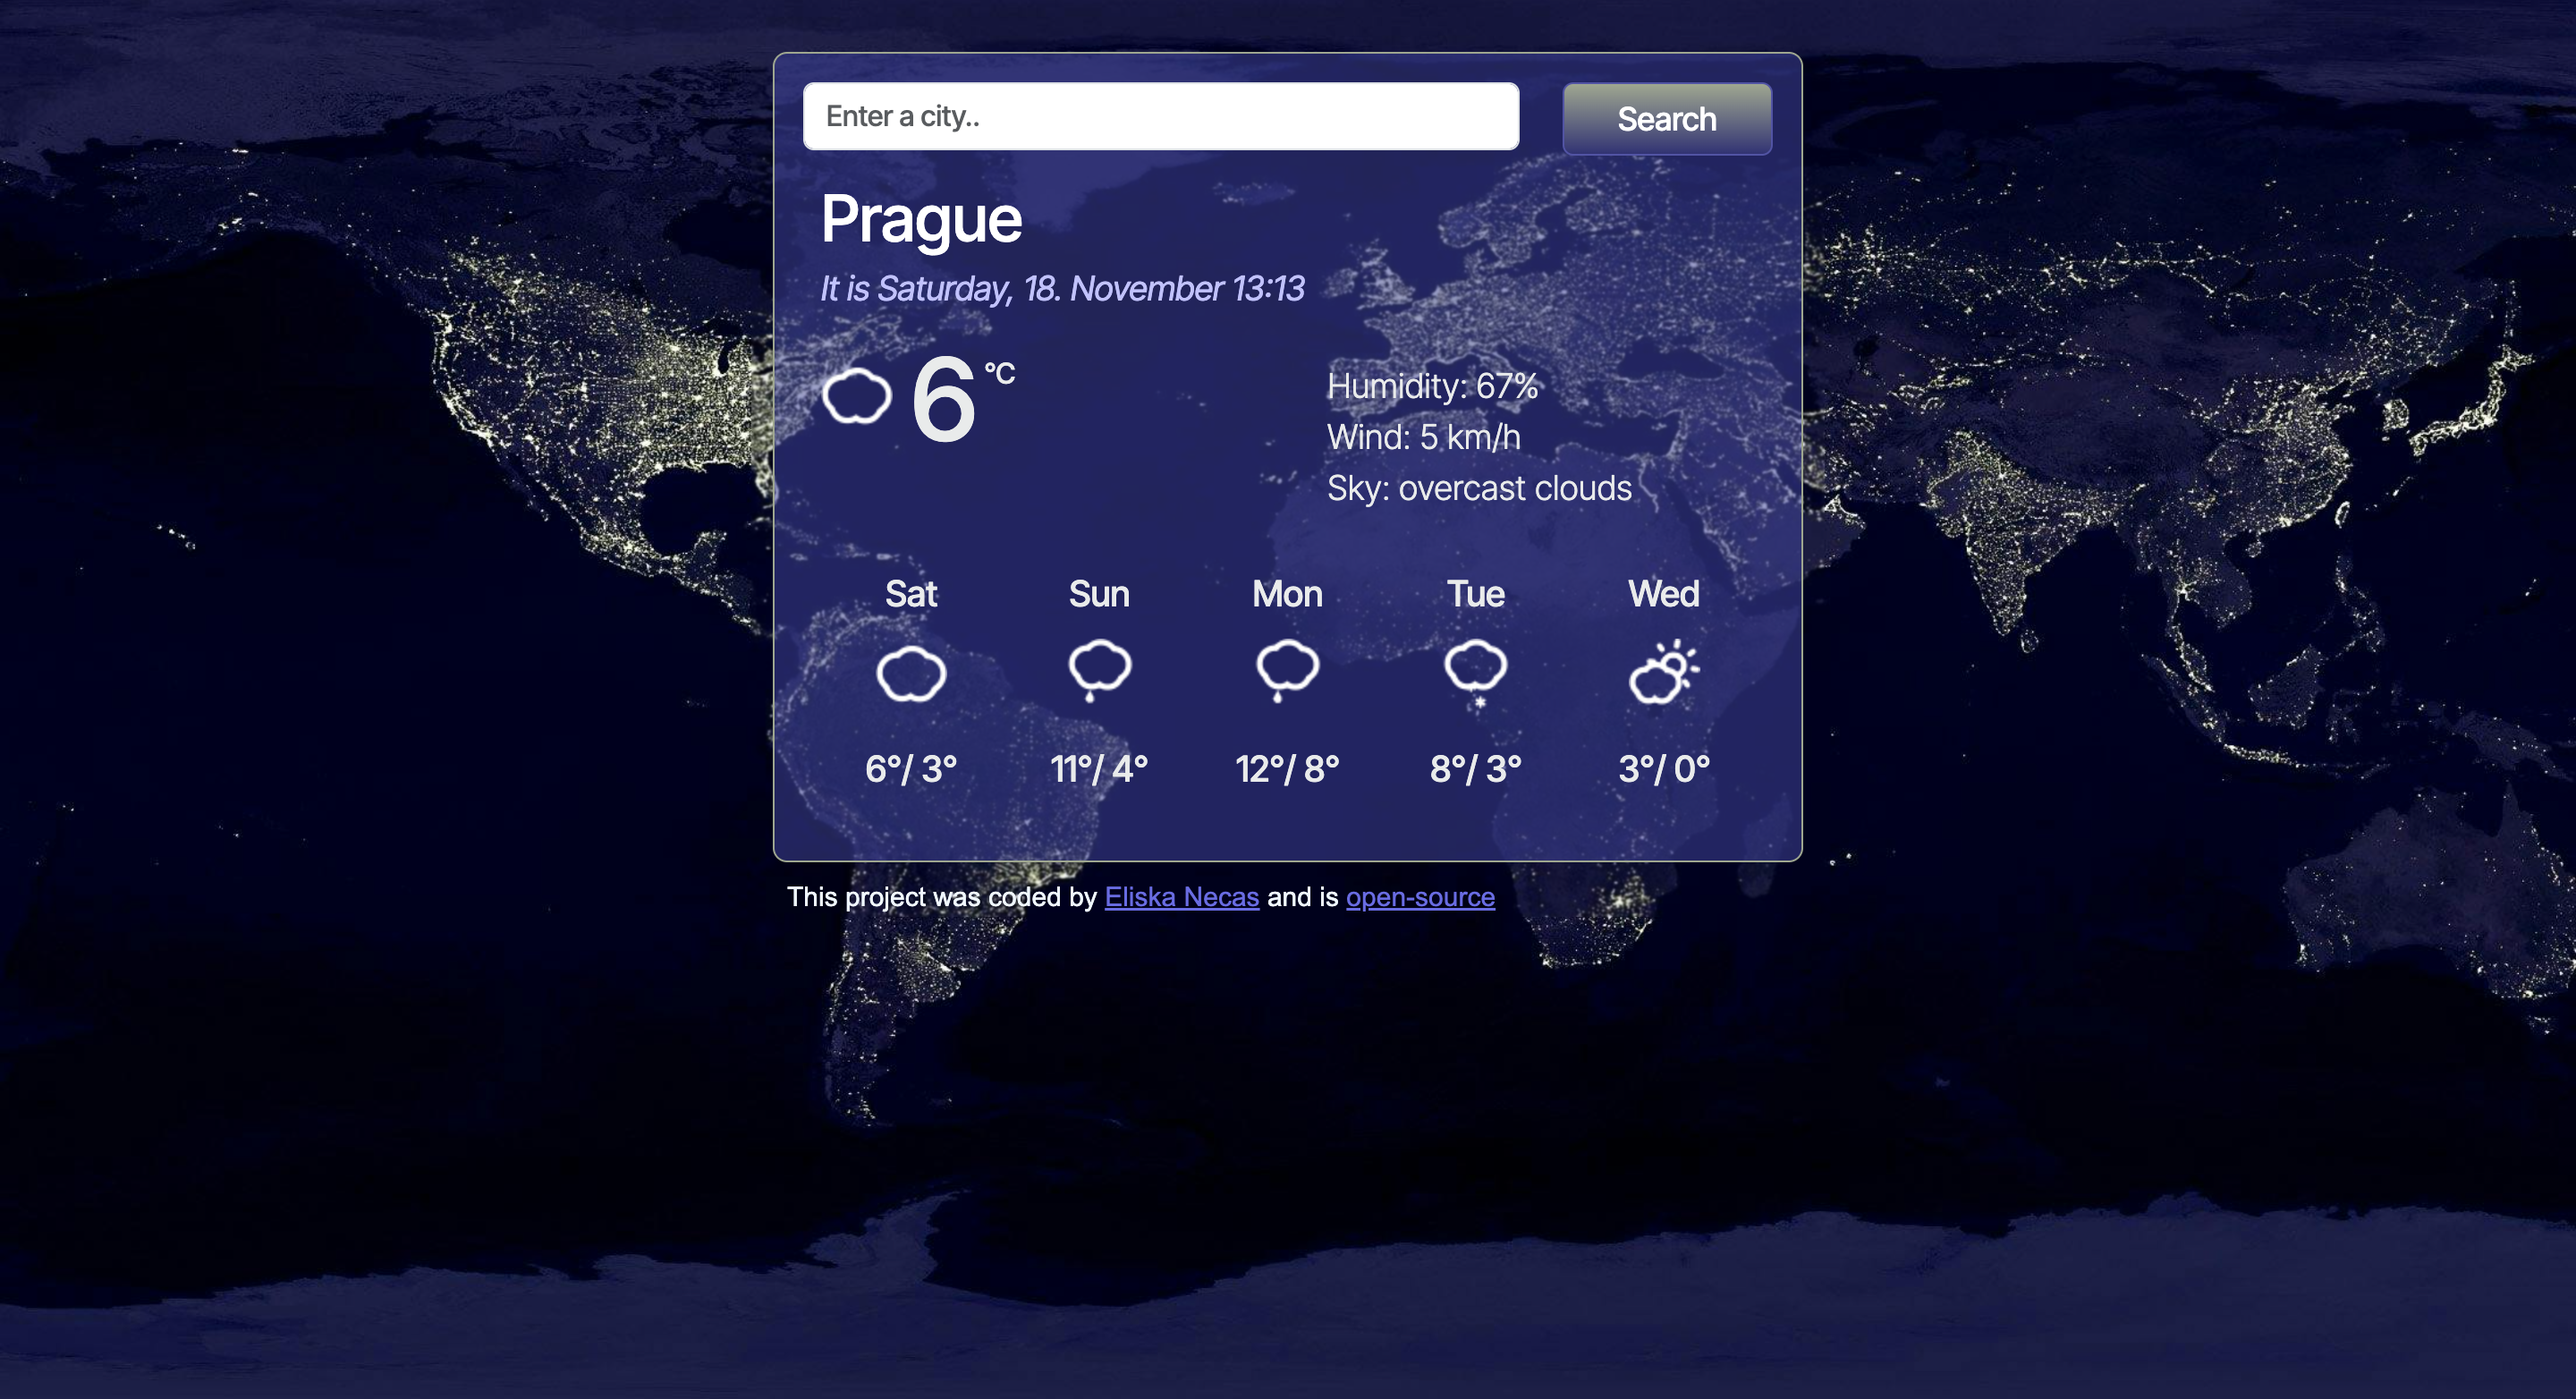 Enter a city..
Search
Prague
It is Saturday, 18. November 13:13
6 °C
Humidity: 67%
Wind: 5 km/h
Sky: overcast clouds
Sat Sun Mon Tue Wed
6°/ 3° 11°/ 4° 12°/ 8° 8°/ 3° 3°/ 0°
This project was coded by Eliska Necas and is open-source